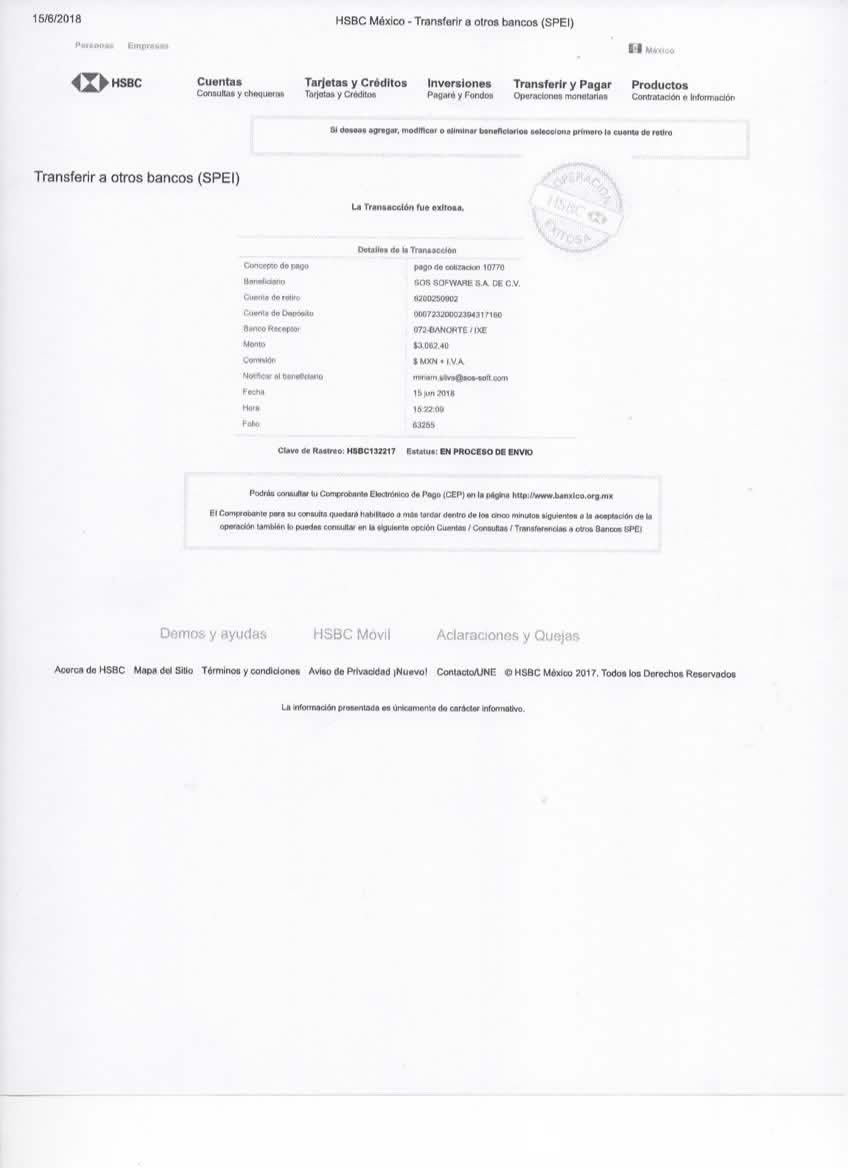 15/6/2018 HSBC México - Transferir a otros bancos (SPEI)
Personas Empresas México
HSBC Cuentas Tarjetas y Créditos Inversiones Transferir y Pagar Productos
Consultas y chequeras Tarjetas y Créditos Pagaré y Fondos Operaciones monetarias Contratación e Información
Si deseas agregar, modificar o eliminar beneficiarios selecciona primero la cuenta de retiro
Transferir a otros bancos (SPEI)
OPERACION
HSBC
EXITOSA
La Transacción fue exitosa.
Detalles de la Transacción
Concepto de pago pago de cotizacion 10770
Beneficiario SOS SOFWARE S.A. DE C.V.
Cuenta de retiro 6200250902
Cuenta de Depósito 00072320002394317160
Banco Receptor 072-BANORTE / IXE
Monto $3,062.40
Comisión $ MXN + I.V.A.
Notificar al beneficiario miriam.silva@sos-soft.com
Fecha 15 jun 2018
Hora 15:22:09
Folio 63255
Clave de Rastreo: HSBC132217 Estatus: EN PROCESO DE ENVIO
Podrás consultar tu Comprobante Electrónico de Pago (CEP) en la página http://www.banxico.org.mx
El Comprobante para su consulta quedará habilitado a más tardar dentro de los cinco minutos siguientes a la aceptación de la
operación también lo puedes consultar en la siguiente opción Cuentas / Consultas / Transferencias a otros Bancos SPEI
Demos y ayudas HSBC Móvil Aclaraciones y Quejas
Acerca de HSBC Mapa del Sitio Términos y condiciones Aviso de Privacidad ¡Nuevo! Contacto/UNE © HSBC México 2017. Todos los Derechos Reservados
La información presentada es únicamente de carácter informativo.